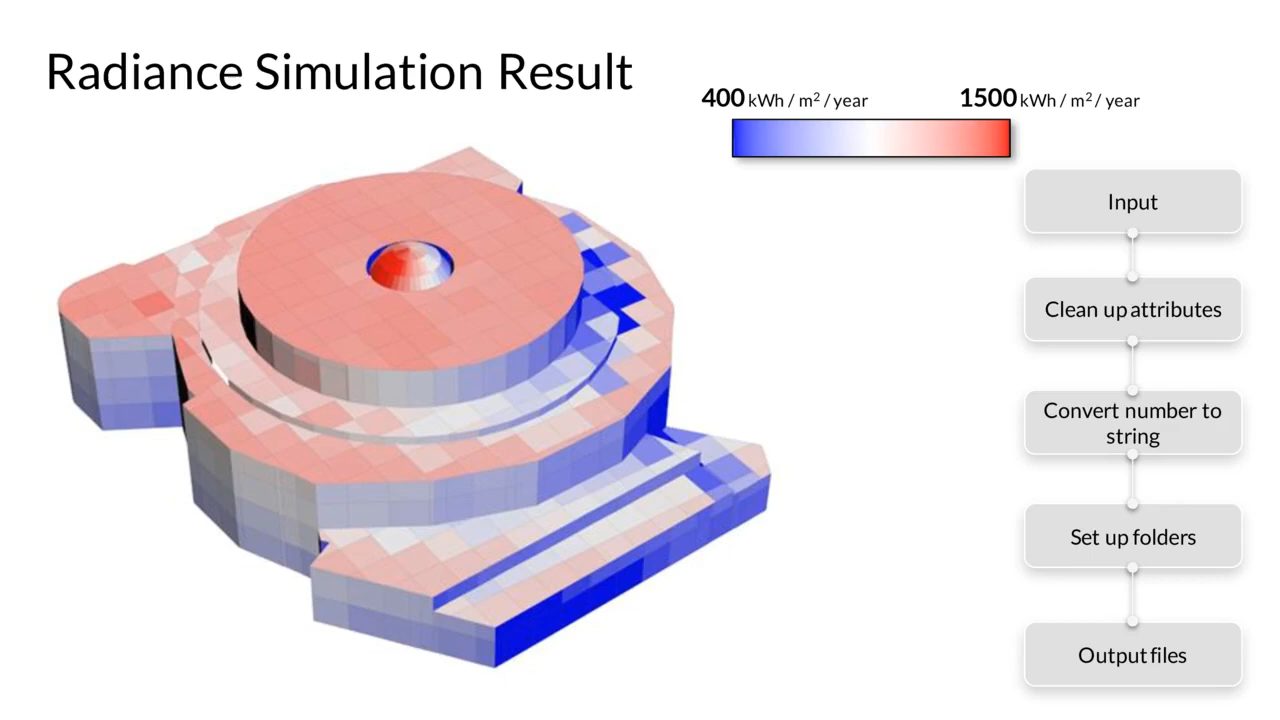 Radiance Simulation Result
400 kWh / m² / year
1500 kWh / m² / year
Input
Clean up attributes
Convert number to
string
Set up folders
Output files